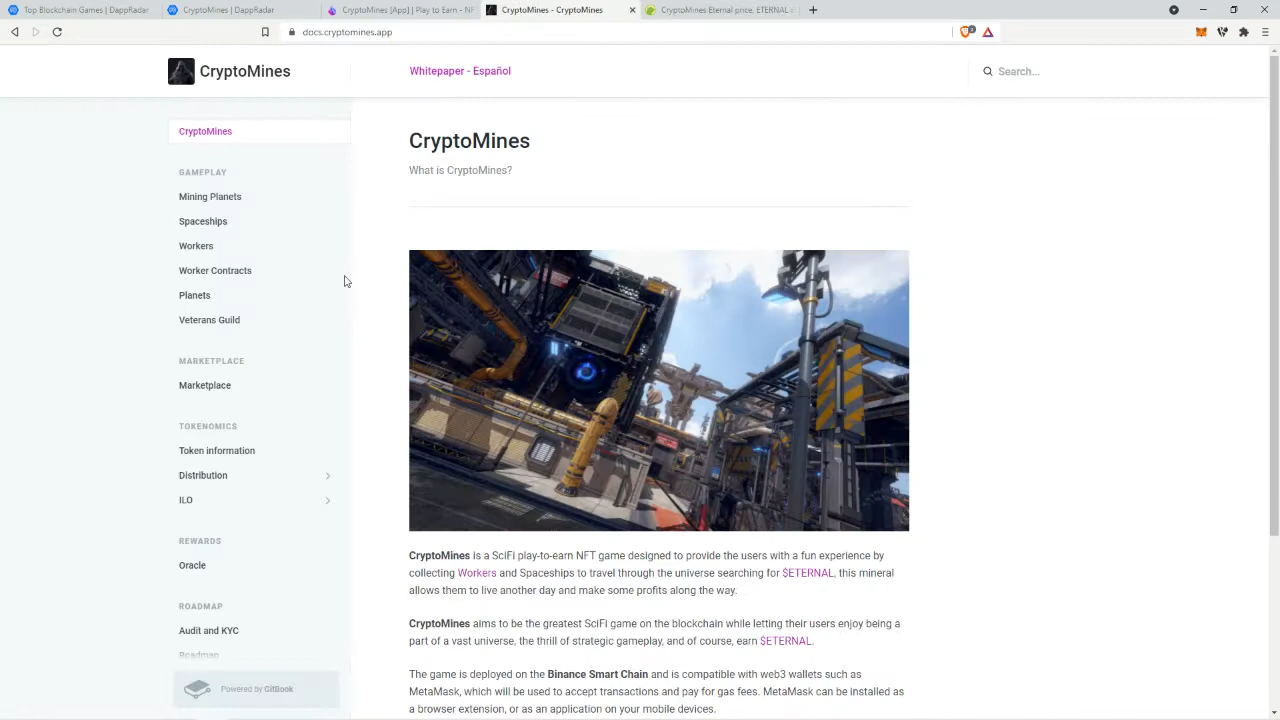 Top Blockchain Games | DappRadar
CryptoMines | DappRadar
CryptoMines [App] | Play to Earn - NF
CryptoMines - CryptoMines
CryptoMines Eternal price, ETERNAL
docs.cryptomines.app
CryptoMines
Whitepaper - Español
Search...
CryptoMines
GAMEPLAY
Mining Planets
Spaceships
Workers
Worker Contracts
Planets
Veterans Guild
MARKETPLACE
Marketplace
TOKENOMICS
Token information
Distribution
ILO
REWARDS
Oracle
ROADMAP
Audit and KYC
Roadmap
Powered by GitBook
CryptoMines
What is CryptoMines?
CryptoMines is a SciFi play-to-earn NFT game designed to provide the users with a fun experience by
collecting Workers and Spaceships to travel through the universe searching for $ETERNAL, this mineral
allows them to live another day and make some profits along the way.
CryptoMines aims to be the greatest SciFi game on the blockchain while letting their users enjoy being a
part of a vast universe, the thrill of strategic gameplay, and of course, earn $ETERNAL.
The game is deployed on the Binance Smart Chain and is compatible with web3 wallets such as
MetaMask, which will be used to accept transactions and pay for gas fees. MetaMask can be installed as
a browser extension, or as an application on your mobile devices.